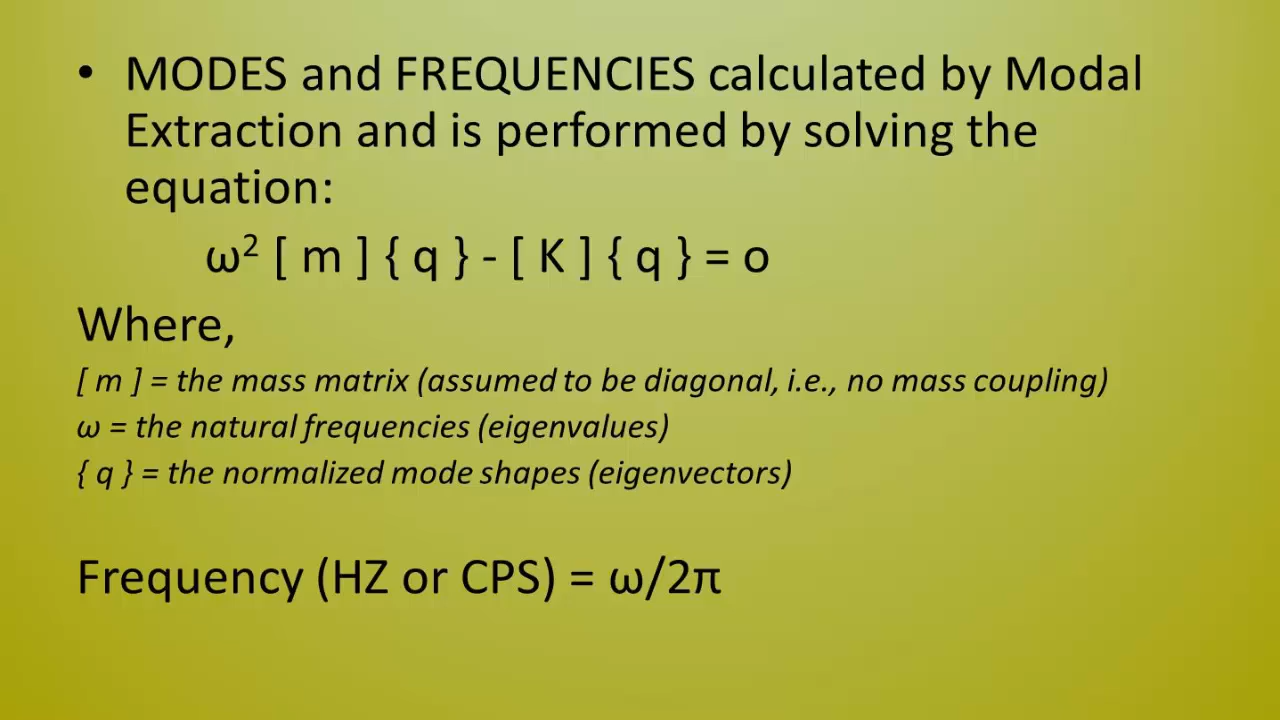 • MODES and FREQUENCIES calculated by Modal
Extraction and is performed by solving the
equation:
ω² [ m ] { q } - [ K ] { q } = o
Where,
[ m ] = the mass matrix (assumed to be diagonal, i.e., no mass coupling)
ω = the natural frequencies (eigenvalues)
{ q } = the normalized mode shapes (eigenvectors)
Frequency (HZ or CPS) = ω/2π